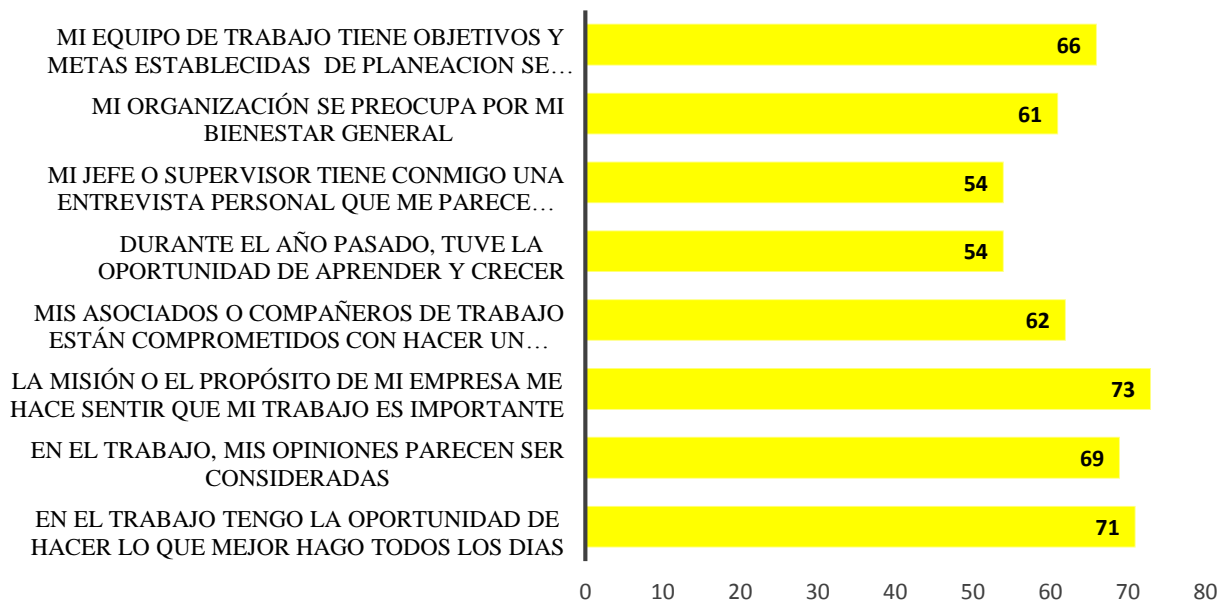 MI EQUIPO DE TRABAJO TIENE OBJETIVOS Y
METAS ESTABLECIDAS DE PLANEACION SE…
66
MI ORGANIZACIÓN SE PREOCUPA POR MI
BIENESTAR GENERAL
61
MI JEFE O SUPERVISOR TIENE CONMIGO UNA
ENTREVISTA PERSONAL QUE ME PARECE…
54
DURANTE EL AÑO PASADO, TUVE LA
OPORTUNIDAD DE APRENDER Y CRECER
54
MIS ASOCIADOS O COMPAÑEROS DE TRABAJO
ESTÁN COMPROMETIDOS CON HACER UN…
62
LA MISIÓN O EL PROPÓSITO DE MI EMPRESA ME
HACE SENTIR QUE MI TRABAJO ES IMPORTANTE
73
EN EL TRABAJO, MIS OPINIONES PARECEN SER
CONSIDERADAS
69
EN EL TRABAJO TENGO LA OPORTUNIDAD DE
HACER LO QUE MEJOR HAGO TODOS LOS DIAS
71
0 10 20 30 40 50 60 70 80